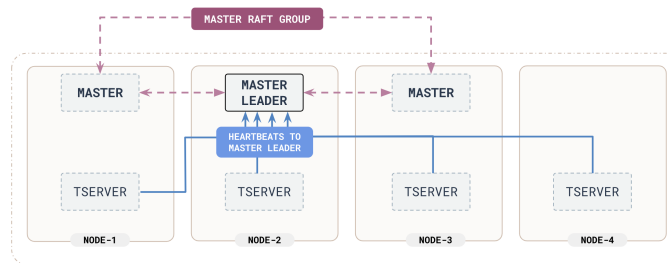 MASTER RAFT GROUP
MASTER
MASTER
LEADER
MASTER
HEARTBEATS TO
MASTER LEADER
TSERVER
TSERVER
TSERVER
TSERVER
NODE-1
NODE-2
NODE-3
NODE-4